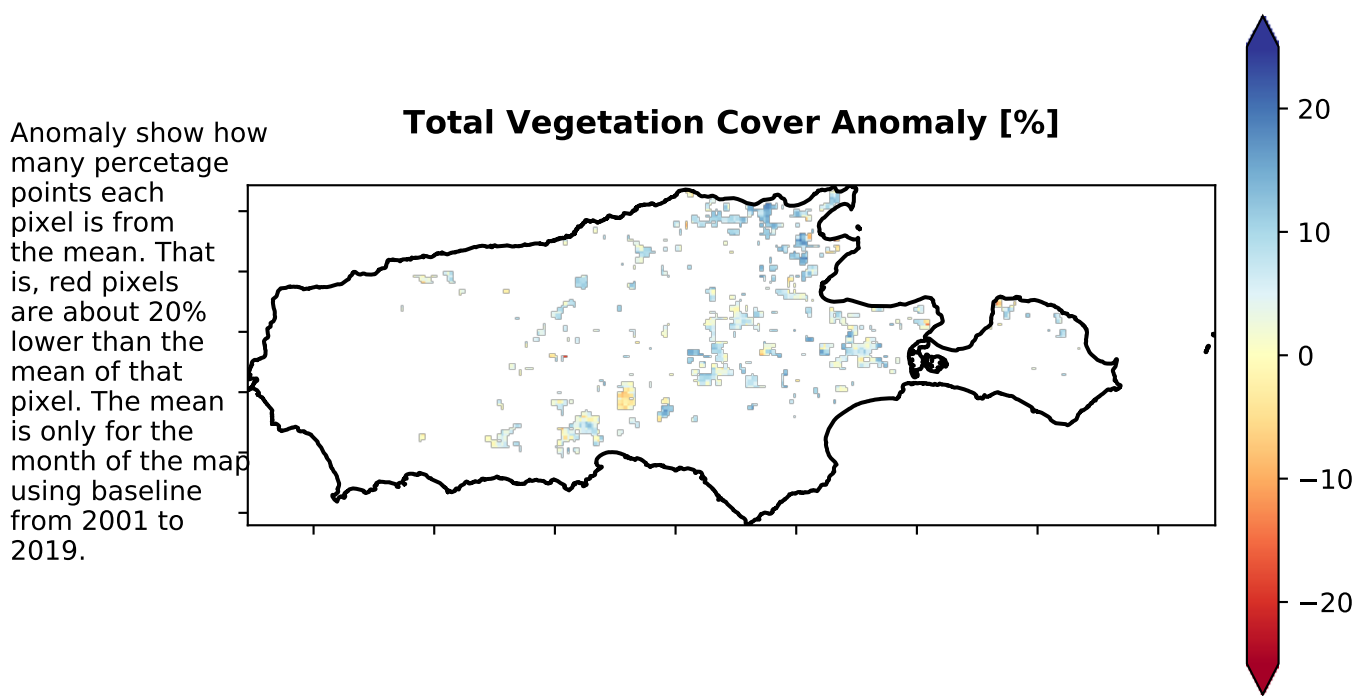 Total Vegetation Cover Anomaly [%]
Anomaly show how
many percetage
points each
pixel is from
the mean. That
is, red pixels
are about 20%
lower than the
mean of that
pixel. The mean
is only for the
month of the map
using baseline
from 2001 to
2019.
20
10
0
−10
−20